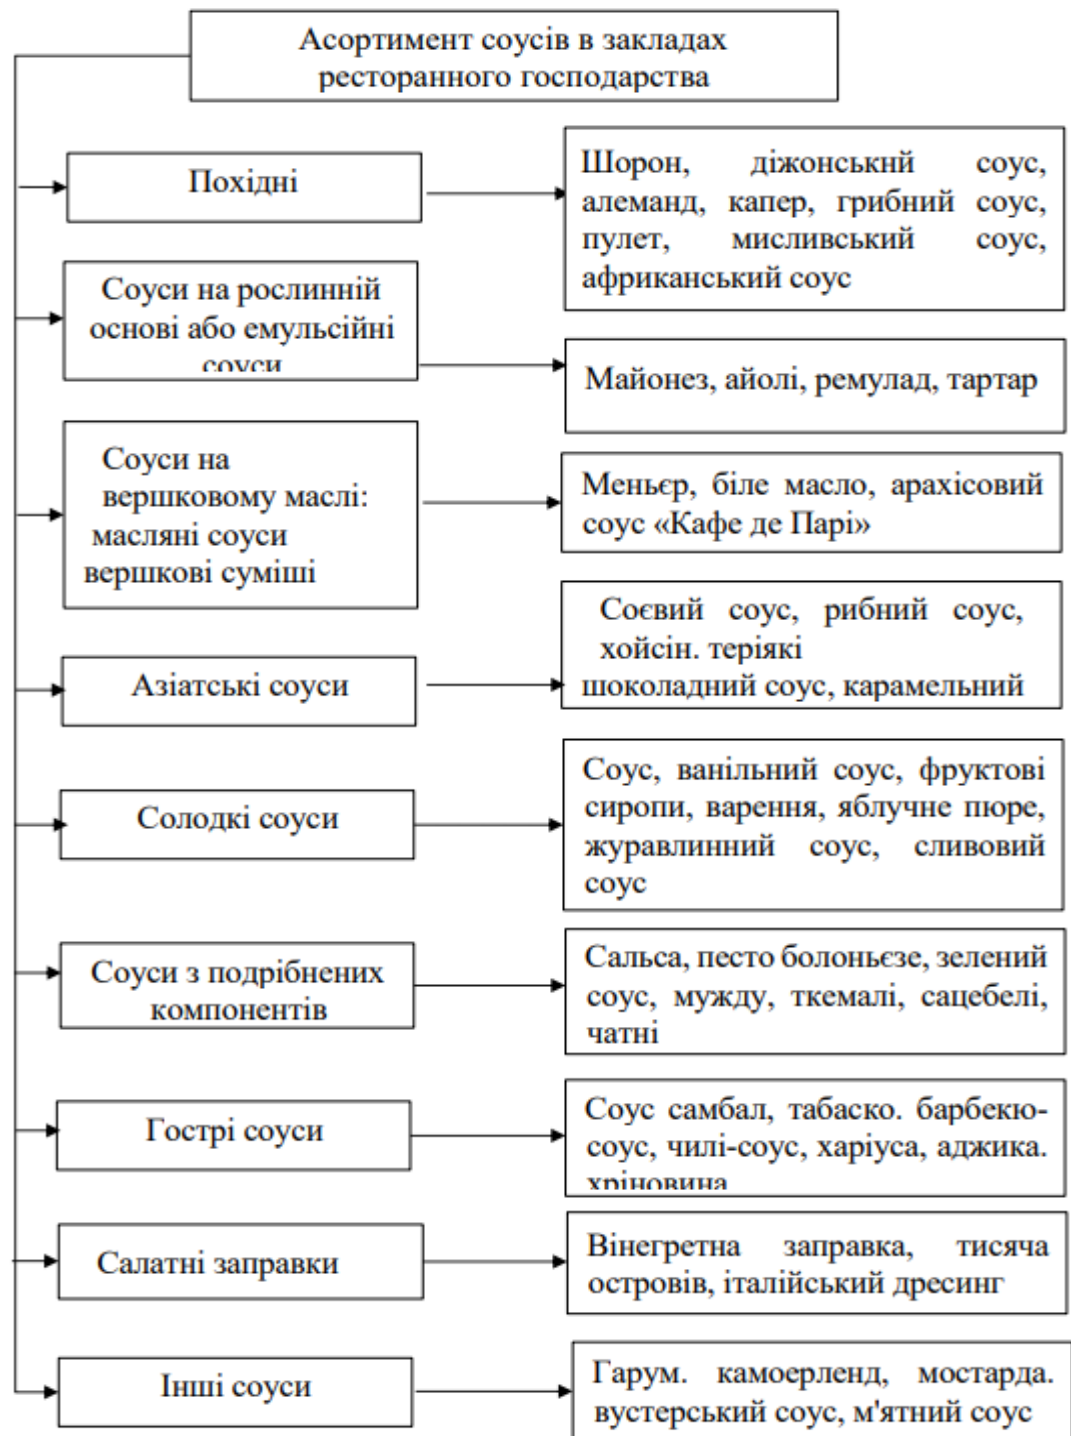 Асортимент соусів в закладах
ресторанного господарства
Похідні
Шорон, діжонськнй соус,
алеманд, капер, грибний соус,
пулет, мисливський соус,
африканський соус
Соуси на рослинній
основі або емульсійні
соуси
Майонез, айолі, ремулад, тартар
Соуси на
вершковому маслі:
масляні соуси
вершкові суміші
Меньєр, біле масло, арахісовий
соус «Кафе де Парі»
Азіатські соуси
Соєвий соус, рибний соус,
хойсін. теріякі
шоколадний соус, карамельний
Солодкі соуси
Соус, ванільний соус, фруктові
сиропи, варення, яблучне пюре,
журавлинний соус, сливовий
соус
Соуси з подрібнених
компонентів
Сальса, песто болоньєзе, зелений
соус, мужду, ткемалі, сацебелі,
чатні
Гострі соуси
Соус самбал, табаско. барбекю-
соус, чилі-соус, харіуса, аджика.
хріновина
Салатні заправки
Вінегретна заправка, тисяча
островів, італійський дресинг
Інші соуси
Гарум. камоерленд, мостарда.
вустерський соус, м'ятний соус